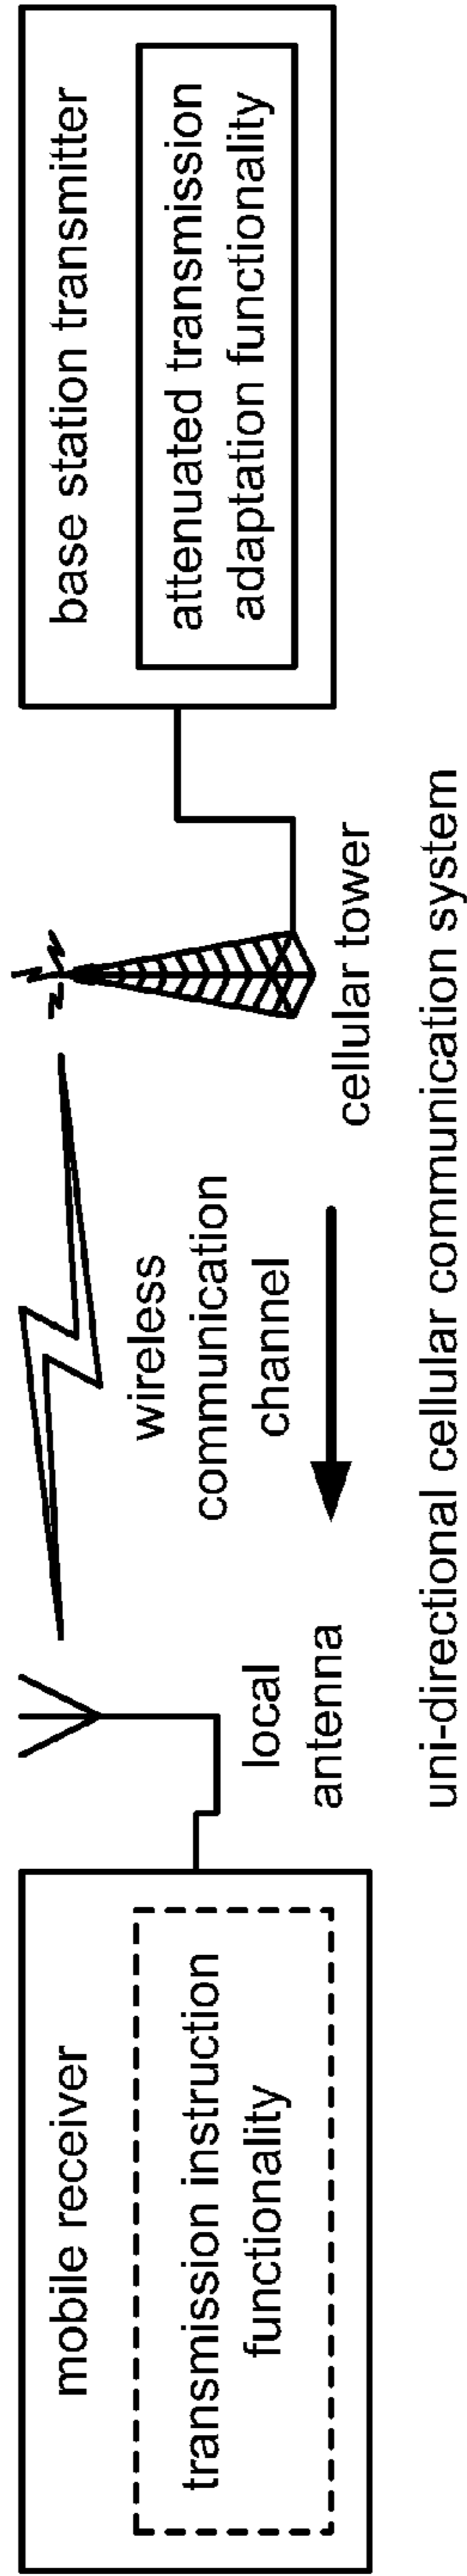 mobile receiver
transmission instruction
functionality
local
antenna
wireless
communication
channel
cellular tower
base station transmitter
attenuated transmission
adaptation functionality
uni-directional cellular communication system